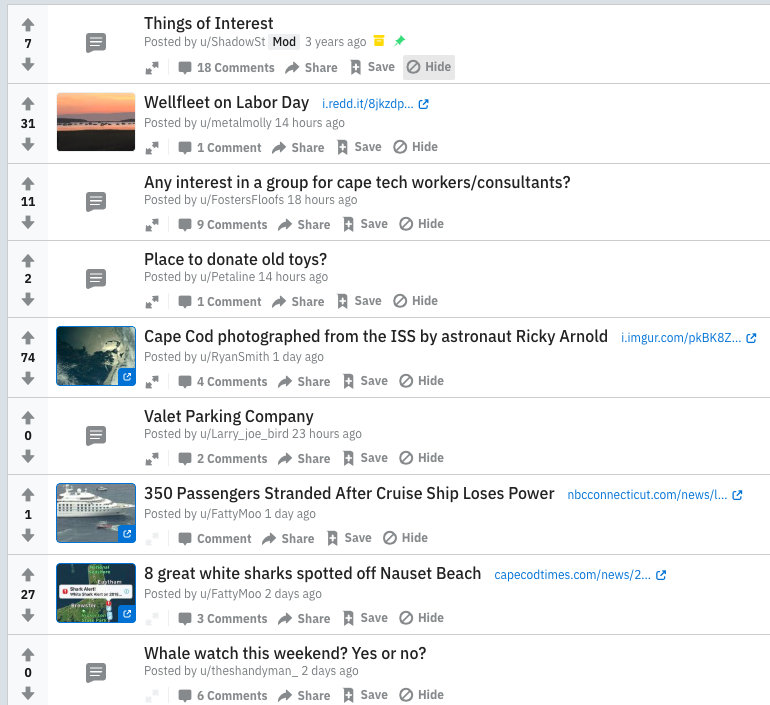 Things of Interest
7
Posted by u/ShadowSt Mod 3 years ago
18 Comments Share Save Hide
Wellfleet on Labor Day i.redd.it/8jkzdp...
31
Posted by u/metalmolly 14 hours ago
1 Comment Share Save Hide
Any interest in a group for cape tech workers/consultants?
11
Posted by u/FostersFloofs 18 hours ago
9 Comments Share Save Hide
Place to donate old toys?
2
Posted by u/Petaline 14 hours ago
1 Comment Share Save Hide
Cape Cod photographed from the ISS by astronaut Ricky Arnold i.imgur.com/pkBK8Z...
74
Posted by u/RyanSmith 1 day ago
4 Comments Share Save Hide
Valet Parking Company
0
Posted by u/Larry_joe_bird 23 hours ago
2 Comments Share Save Hide
350 Passengers Stranded After Cruise Ship Loses Power nbcconnecticut.com/news/l...
1
Posted by u/FattyMoo 1 day ago
Comment Share Save Hide
8 great white sharks spotted off Nauset Beach capecodtimes.com/news/2...
27
Posted by u/FattyMoo 2 days ago
3 Comments Share Save Hide
Eastham
Shark Alert!
Brewster
Whale watch this weekend? Yes or no?
0
Posted by u/theshandyman_ 2 days ago
6 Comments Share Save Hide